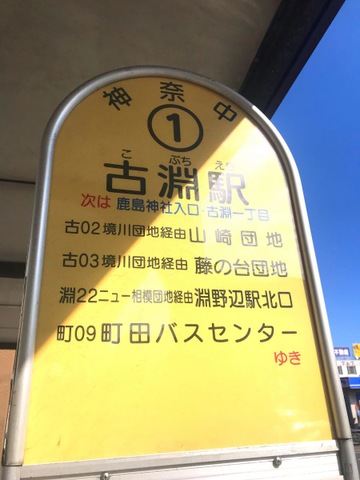 神奈中
①
こ ぶち えき
古淵駅
次は 鹿島神社入口・古淵一丁目
古02境川団地経由 山崎団地
古03境川団地経由 藤の台団地
淵22ニュー相模団地経由 淵野辺駅北口
町09 町田バスセンター
ゆき